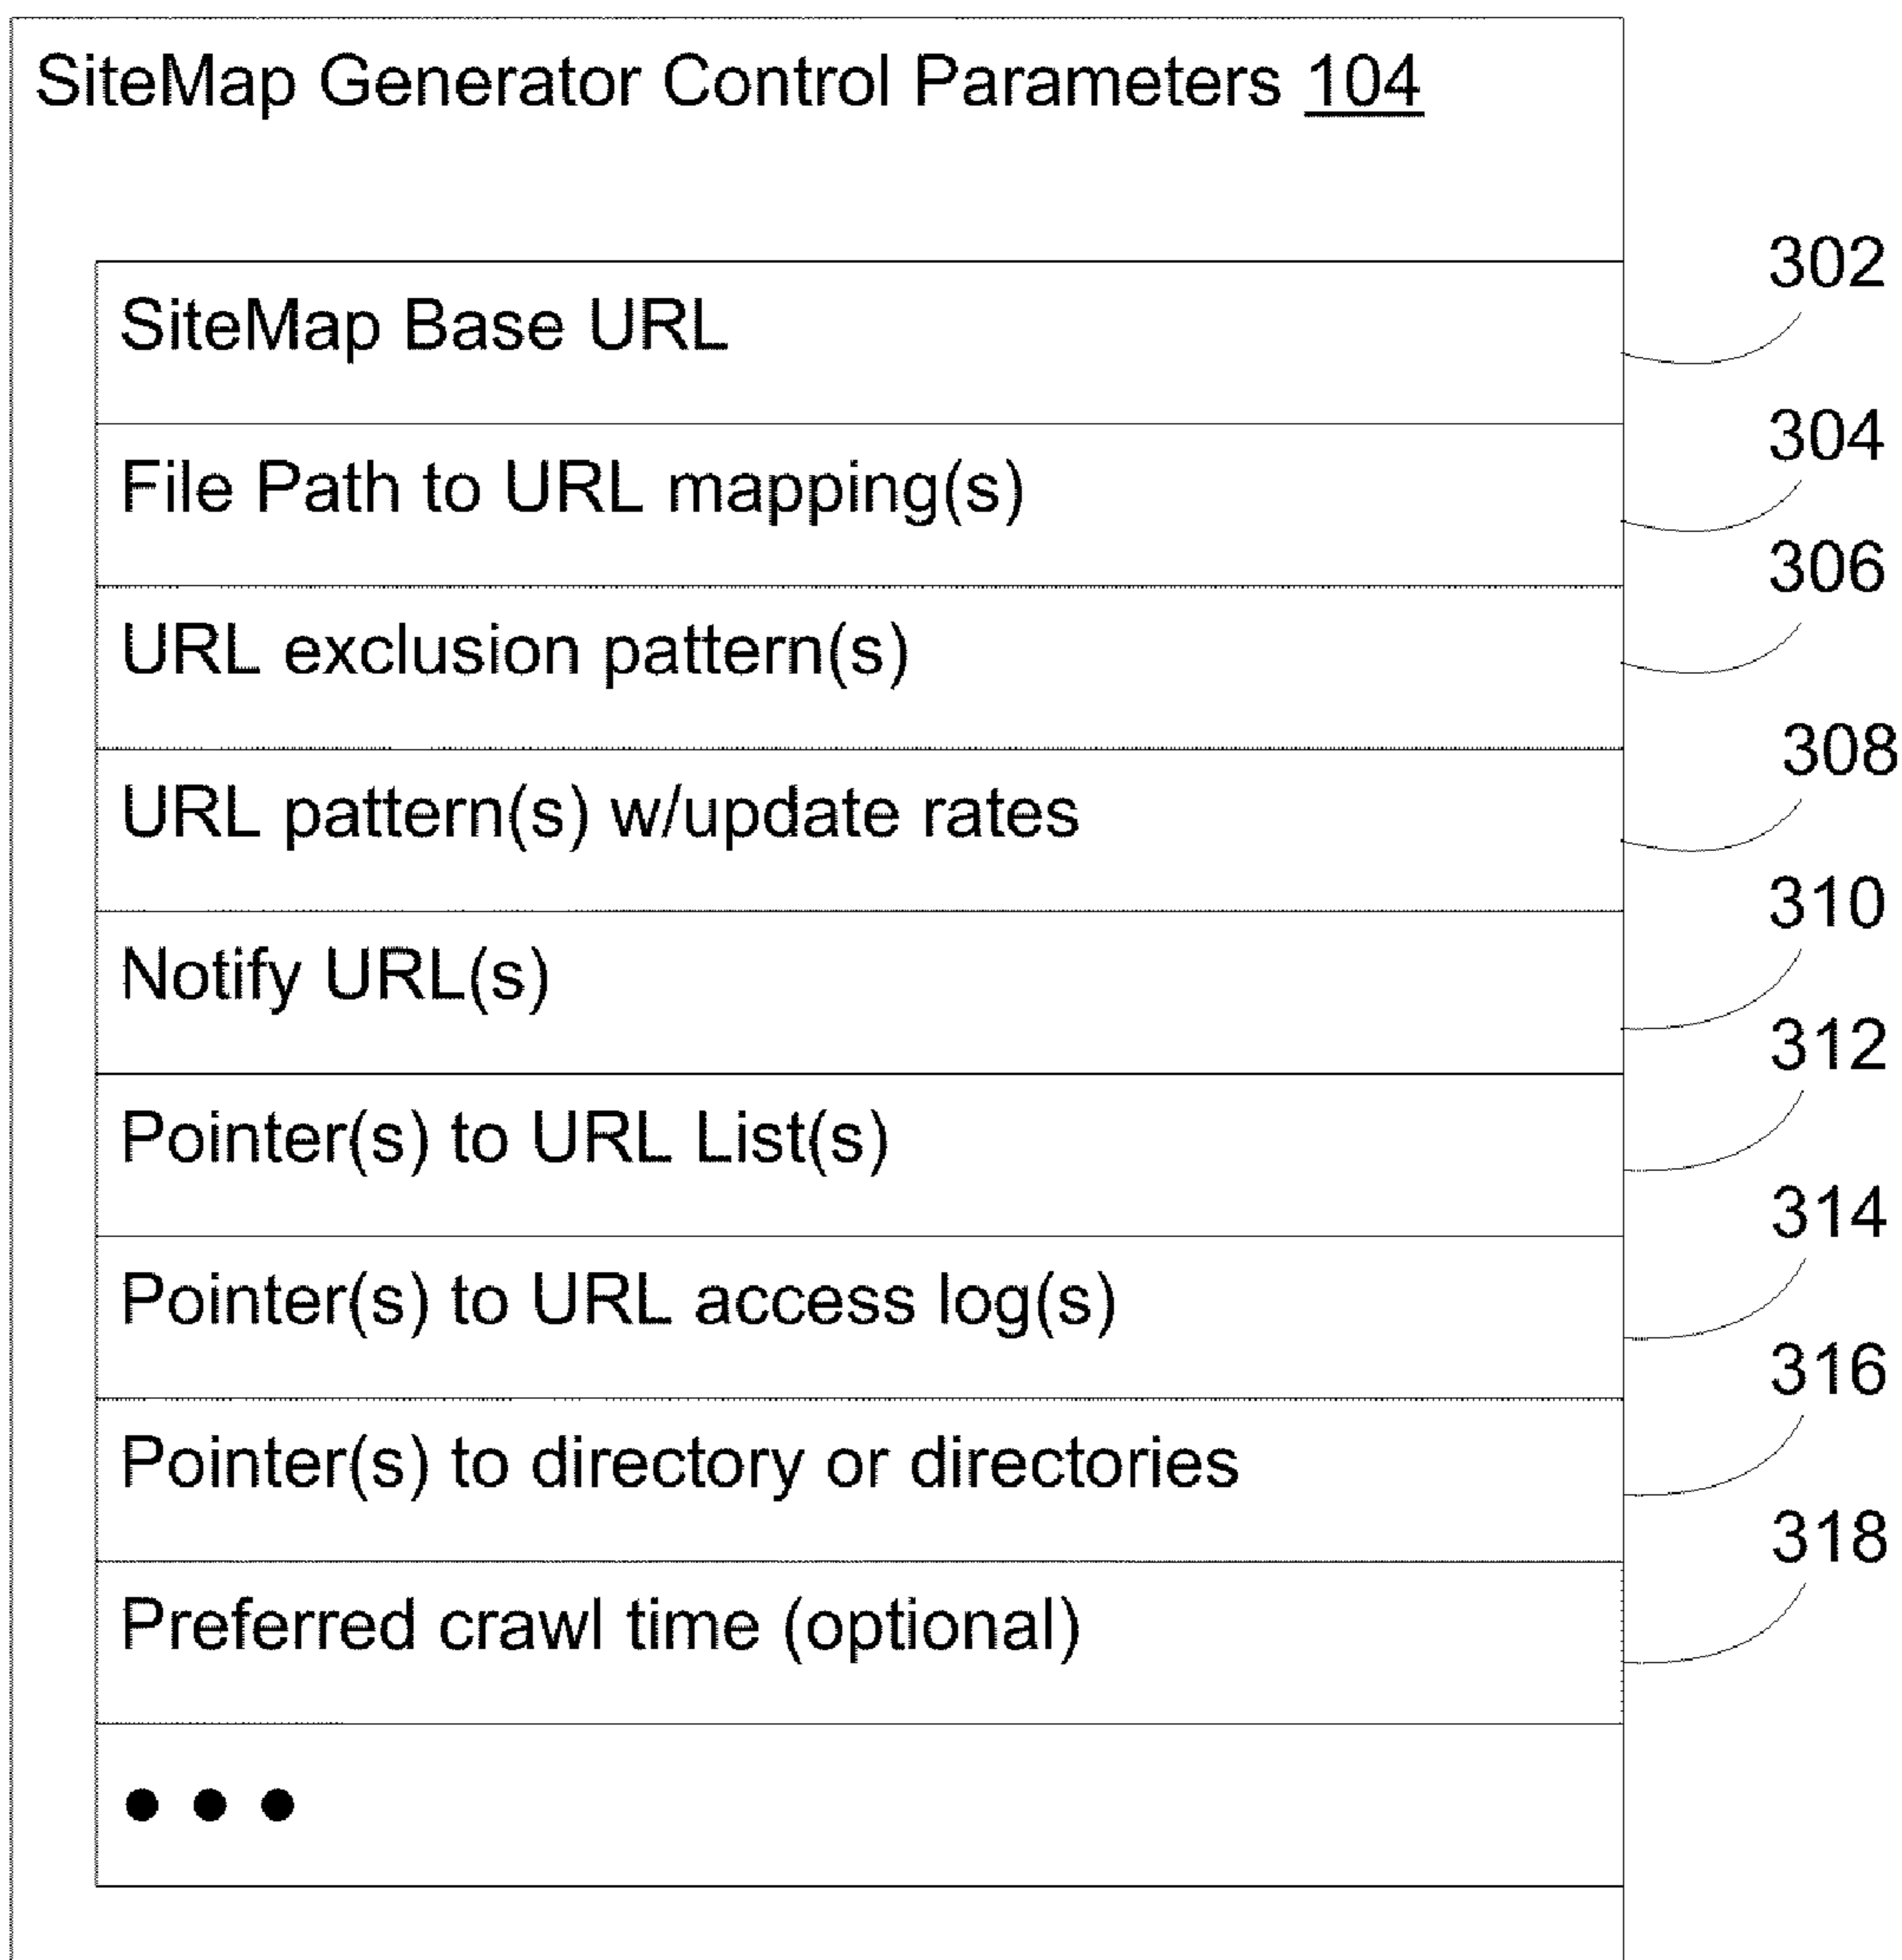 SiteMap Generator Control Parameters 104
302
SiteMap Base URL
304
File Path to URL mapping(s)
306
URL exclusion pattern(s)
308
URL pattern(s) w/update rates
310
Notify URL(s)
312
Pointer(s) to URL List(s)
314
Pointer(s) to URL access log(s)
316
Pointer(s) to directory or directories
318
Preferred crawl time (optional)
• • •